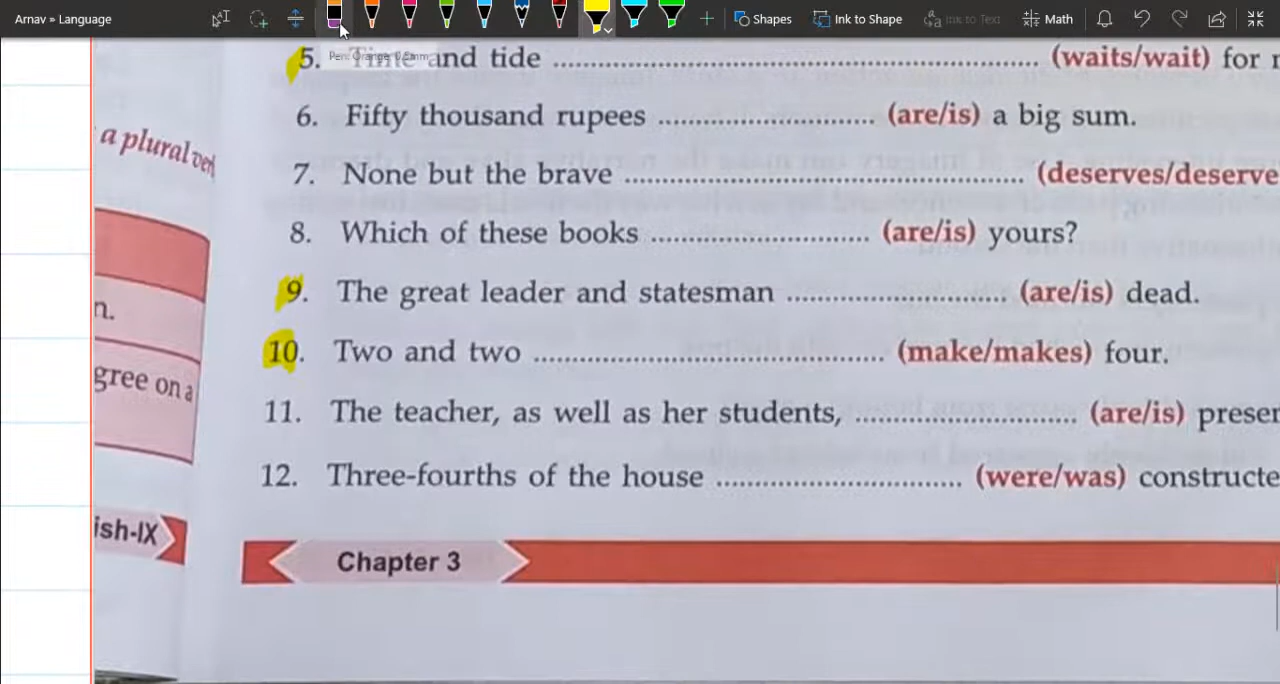 Arnav » Language
Shapes
Ink to Shape
Ink to Text
Math
5. Time and tide ........................ (waits/wait) for
6. Fifty thousand rupees ........................ (are/is) a big sum.
a plural
7. None but the brave ........................ (deserves/deserve
8. Which of these books ........................ (are/is) yours?
9. The great leader and statesman ........................ (are/is) dead.
n.
10. Two and two ........................ (make/makes) four.
gree on a
11. The teacher, as well as her students, ........................ (are/is) presen
12. Three-fourths of the house ........................ (were/was) constructe
ish-IX
Chapter 3